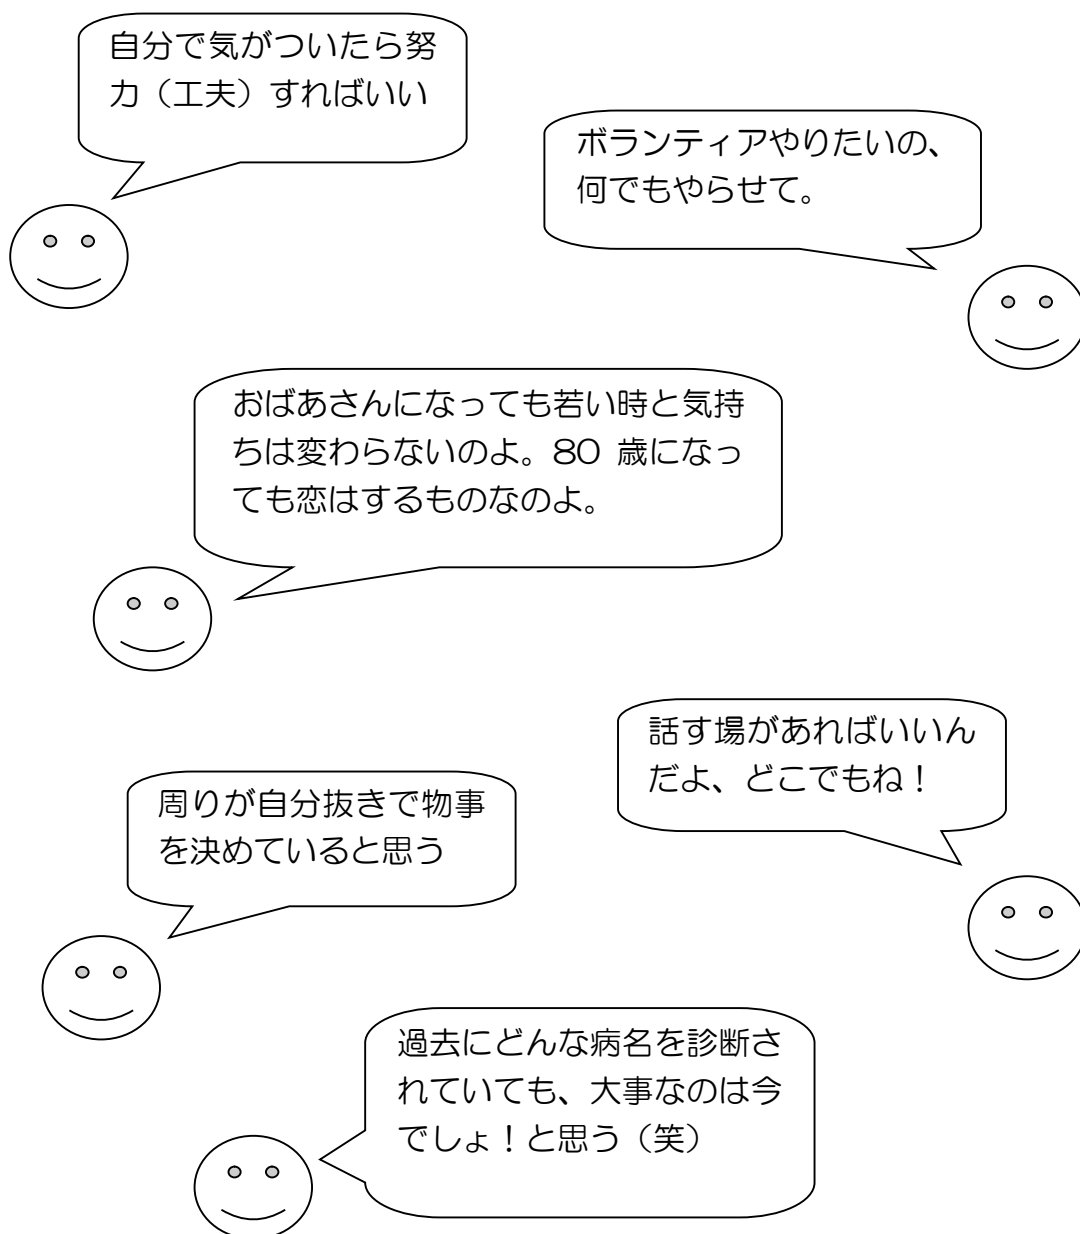 自分で気がついたら努
力（工夫）すればいい
ボランティアやりたいの、
何でもやらせて。
おばあさんになっても若い時と気持
ちは変わらないのよ。80 歳になっ
ても恋はするものなのよ。
話す場があればいいん
だよ、どこでもね！
周りが自分抜きで物事
を決めていると思う
過去にどんな病名を診断さ
れていても、大事なのは今
でしょ！と思う（笑）